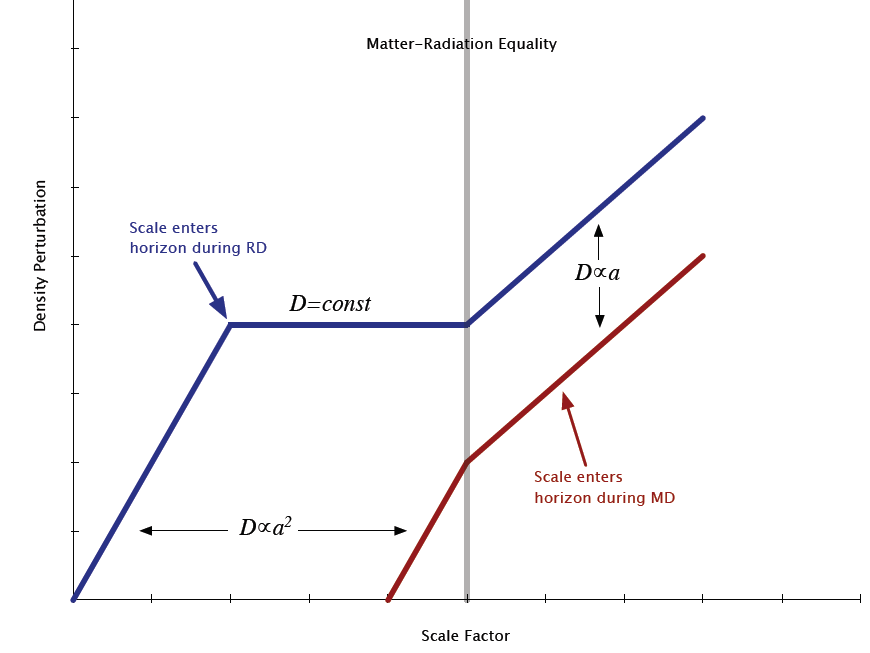 Matter–Radiation Equality
Density Perturbation
Scale enters
horizon during RD
D=const
D∝a
Scale enters
horizon during MD
D∝a²
Scale Factor